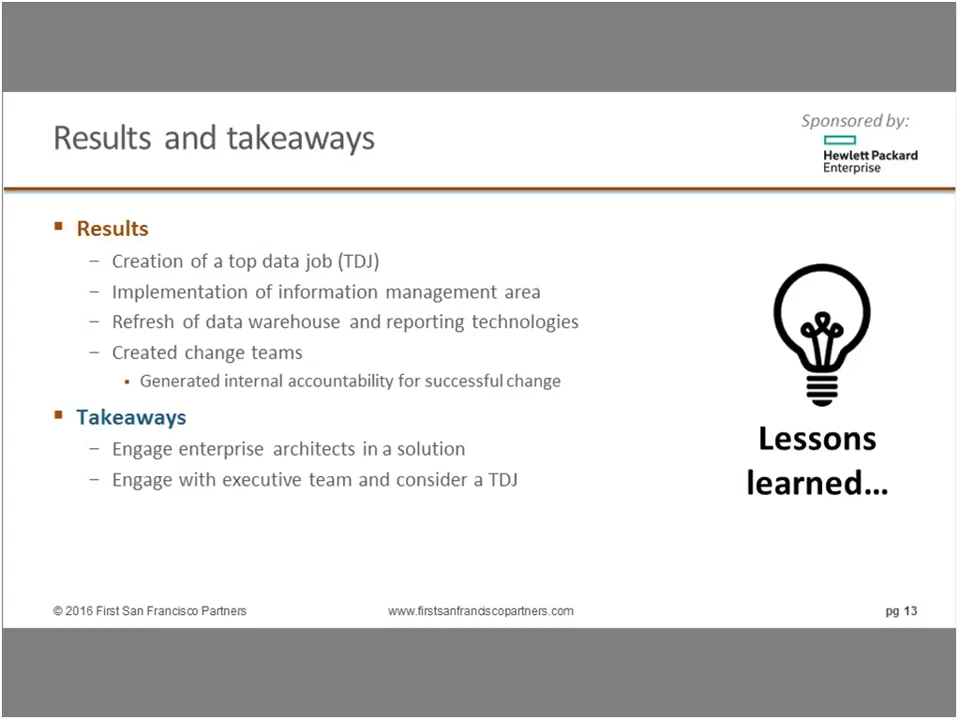 Results and takeaways
Sponsored by:
Hewlett Packard
Enterprise
▪ Results
– Creation of a top data job (TDJ)
– Implementation of information management area
– Refresh of data warehouse and reporting technologies
– Created change teams
▪ Generated internal accountability for successful change
▪ Takeaways
– Engage enterprise architects in a solution
– Engage with executive team and consider a TDJ
Lessons
learned...
© 2016 First San Francisco Partners
www.firstsanfranciscopartners.com
pg 13